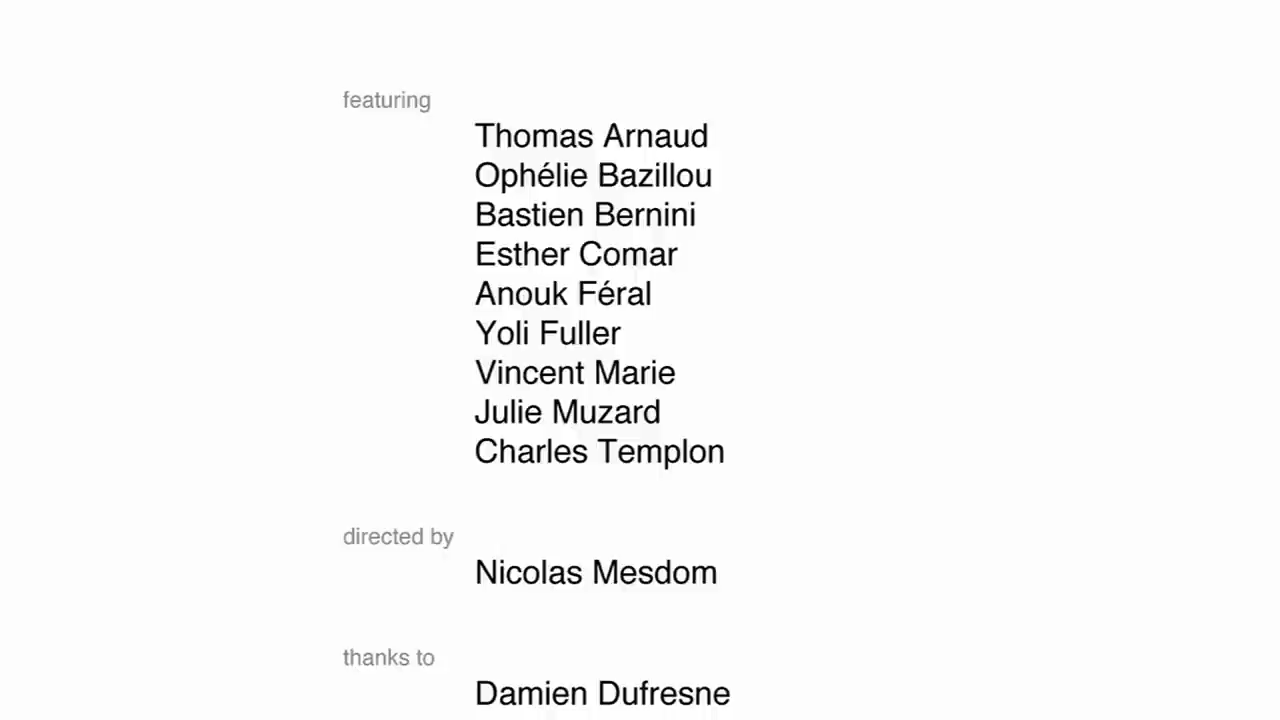 featuring
Thomas Arnaud
Ophélie Bazillou
Bastien Bernini
Esther Comar
Anouk Féral
Yoli Fuller
Vincent Marie
Julie Muzard
Charles Templon
directed by
Nicolas Mesdom
thanks to
Damien Dufresne